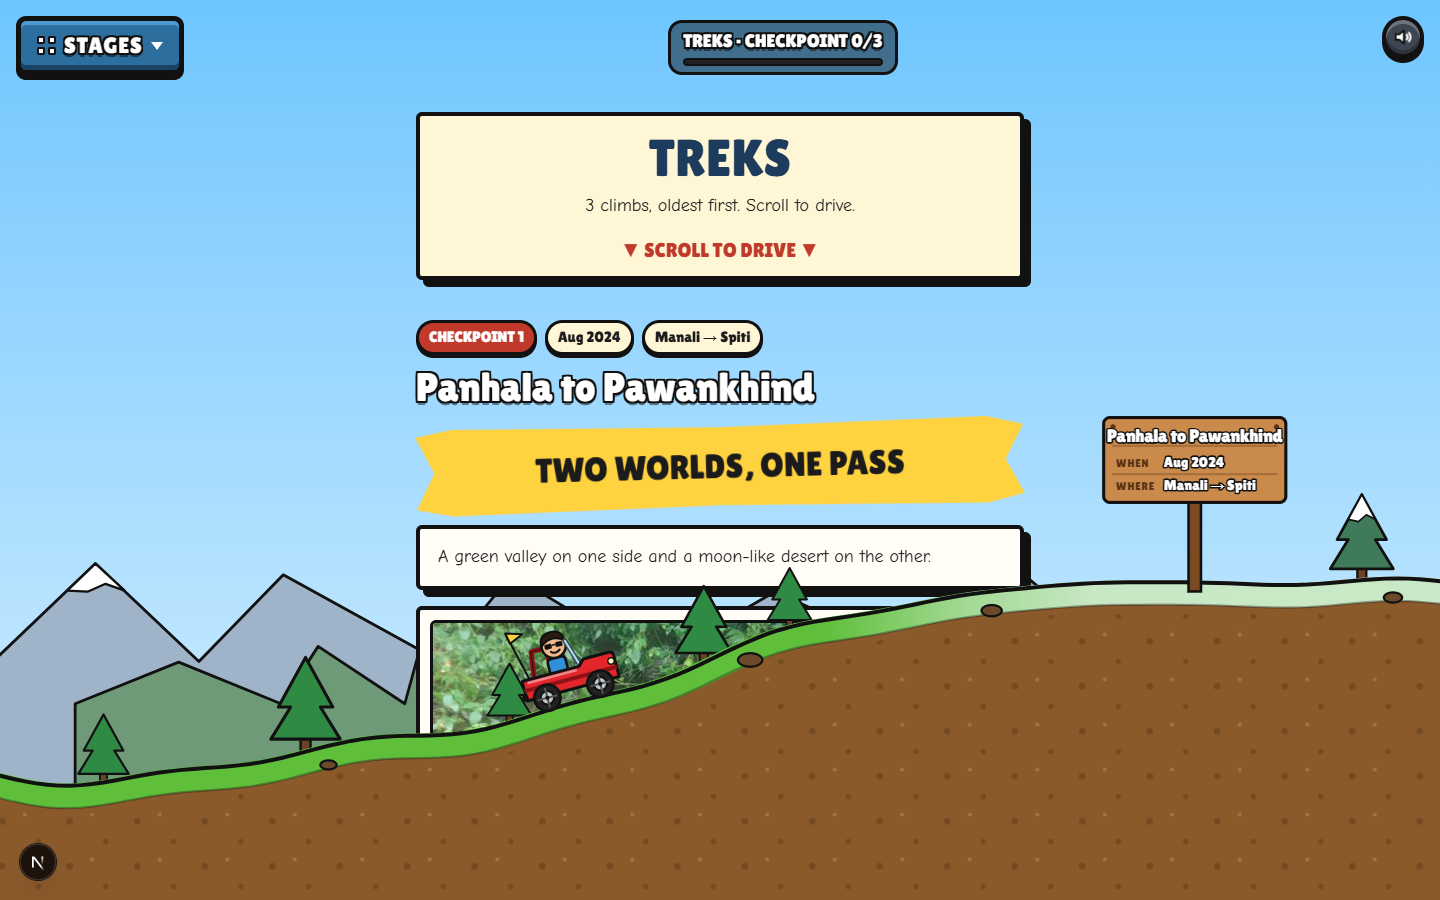 STAGES
TREKS · CHECKPOINT 0/3
TREKS
3 climbs, oldest first. Scroll to drive.
▼ SCROLL TO DRIVE ▼
CHECKPOINT 1
Aug 2024
Manali → Spiti
Panhala to Pawankhind
TWO WORLDS, ONE PASS
A green valley on one side and a moon-like desert on the other.
Panhala to Pawankhind
WHEN Aug 2024
WHERE Manali → Spiti
N